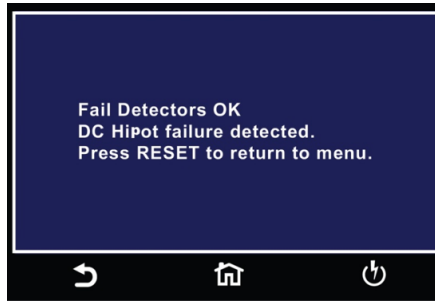 Fail Detectors OK
DC Hipot failure detected.
Press RESET to return to menu.